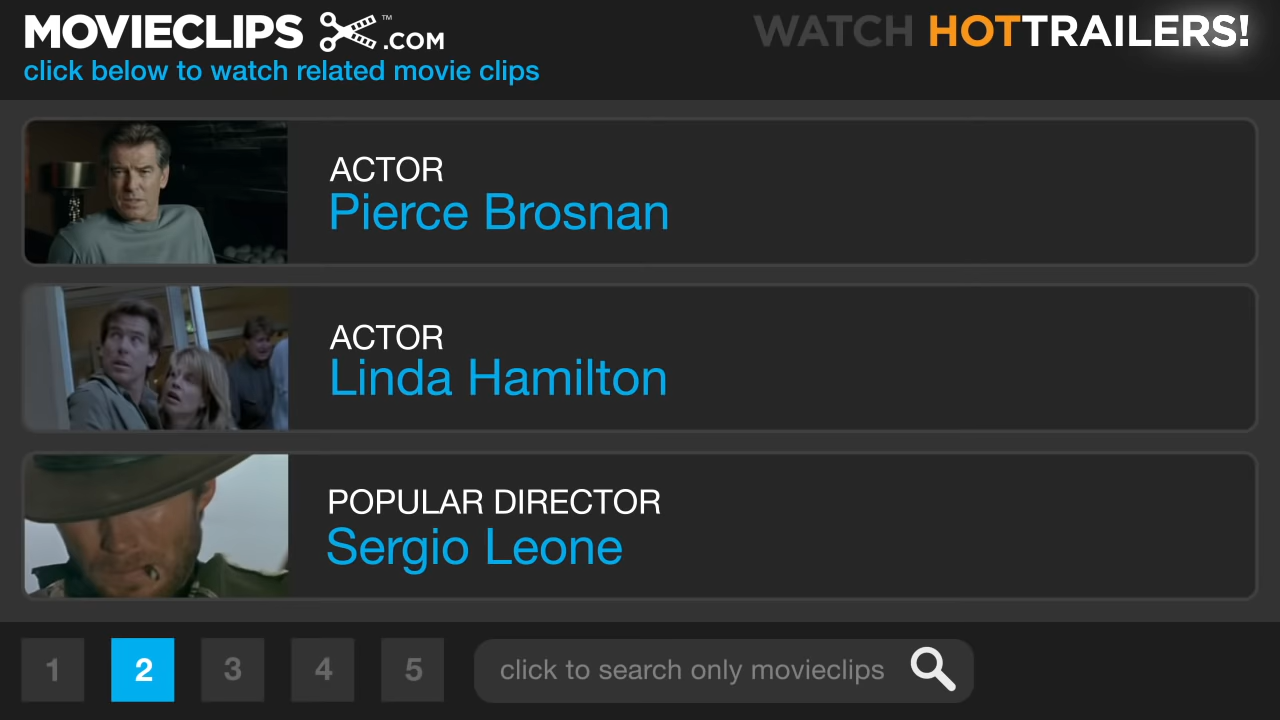 MOVIECLIPS ™ .COM
WATCH HOTTRAILERS!
click below to watch related movie clips
ACTOR
Pierce Brosnan
ACTOR
Linda Hamilton
POPULAR DIRECTOR
Sergio Leone
1 2 3 4 5
click to search only movieclips